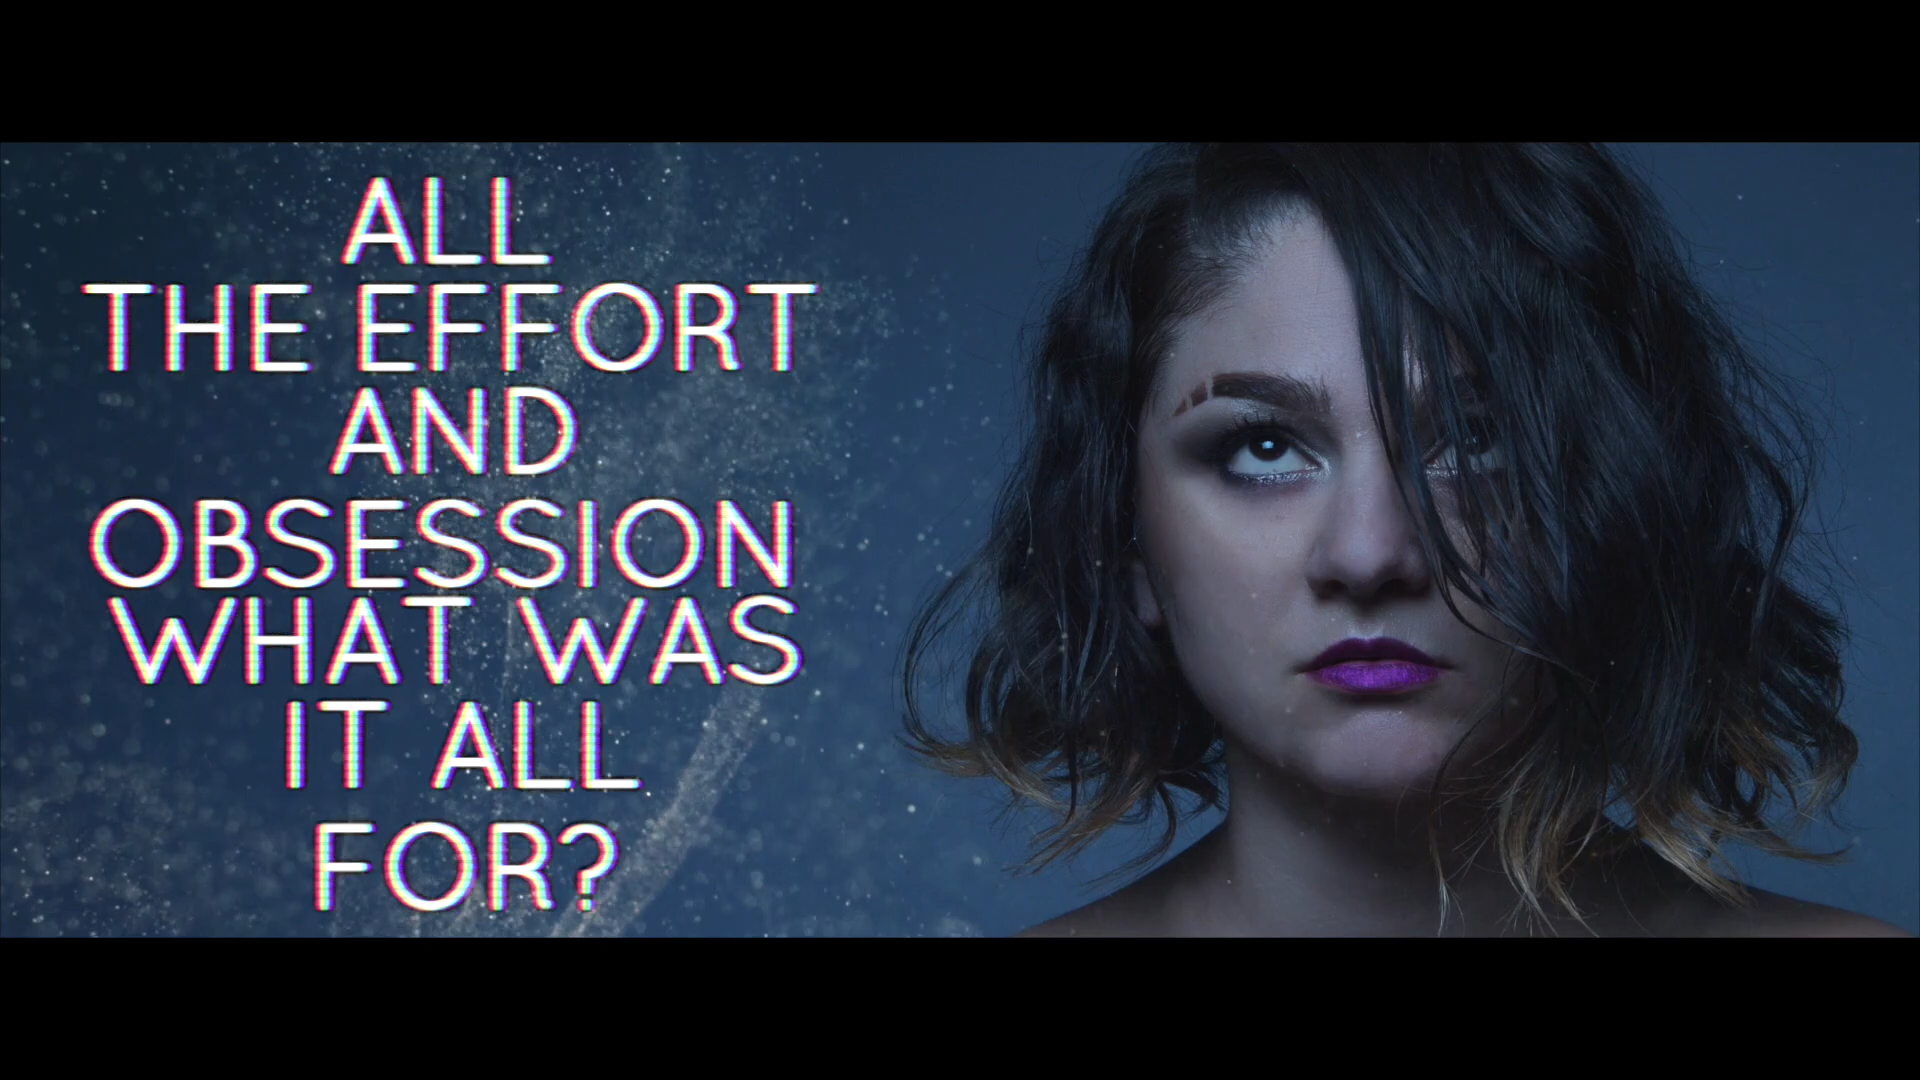 ALL
THE EFFORT
AND
OBSESSION
WHAT WAS
IT ALL
FOR?